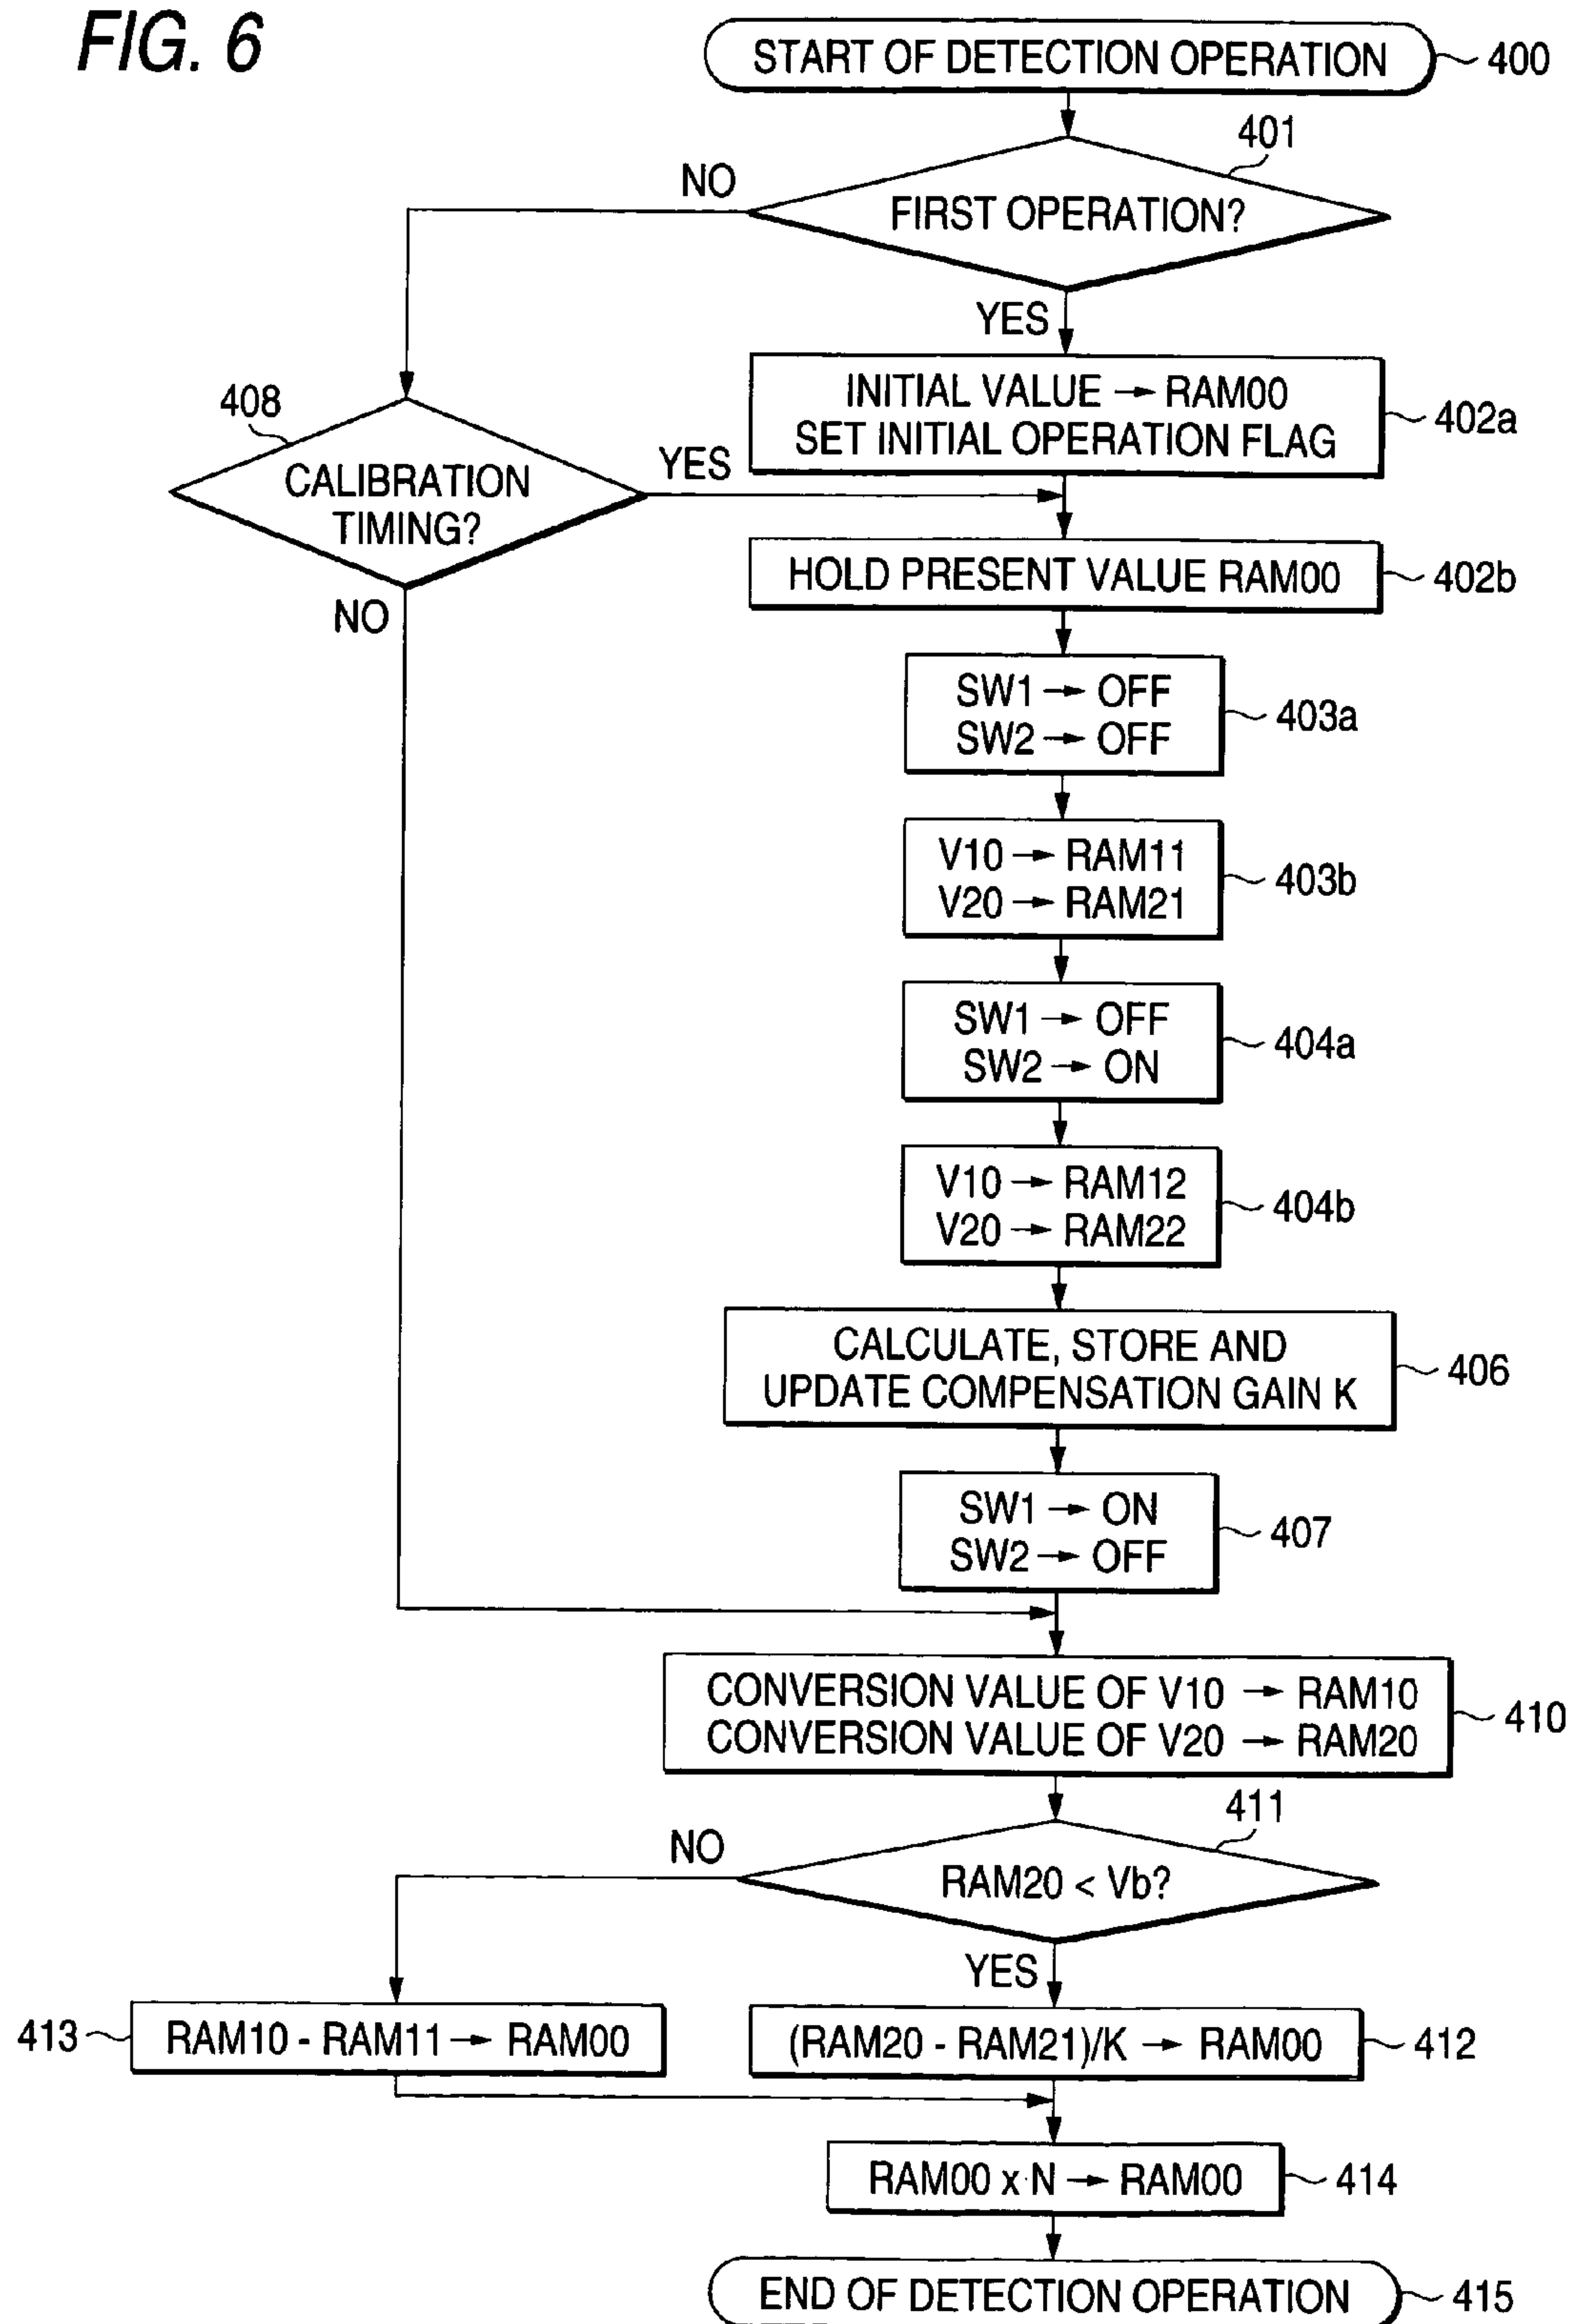 FIG. 6
START OF DETECTION OPERATION
400
401
NO
FIRST OPERATION?
YES
INITIAL VALUE → RAM00
SET INITIAL OPERATION FLAG
402a
408
CALIBRATION
TIMING?
YES
NO
HOLD PRESENT VALUE RAM00
402b
SW1 → OFF
SW2 → OFF
403a
V10 → RAM11
V20 → RAM21
403b
SW1 → OFF
SW2 → ON
404a
V10 → RAM12
V20 → RAM22
404b
CALCULATE, STORE AND
UPDATE COMPENSATION GAIN K
406
SW1 → ON
SW2 → OFF
407
CONVERSION VALUE OF V10 → RAM10
CONVERSION VALUE OF V20 → RAM20
410
411
NO
RAM20 < Vb?
YES
413
RAM10 - RAM11 → RAM00
(RAM20 - RAM21)/K → RAM00
412
RAM00 x N → RAM00
414
END OF DETECTION OPERATION
415